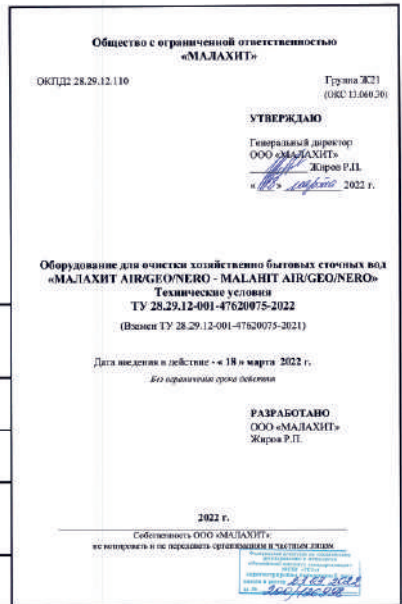 Общество с ограниченной ответственностью
«МАЛАХИТ»
ОКПД2 28.29.12.110
Группа Ж21
(ОКС 13.060.30)
УТВЕРЖДАЮ
Генеральный директор
ООО «МАЛАХИТ»
Жиров Р.П.
марта 2022 г.
Оборудование для очистки хозяйственно бытовых сточных вод
«МАЛАХИТ AIR/GEO/NERO - MALAHIT AIR/GEO/NERO»
Технические условия
ТУ 28.29.12-001-47620075-2022
(Взамен ТУ 28.29.12-001-47620075-2021)
Дата введения в действие - « 18 » марта 2022 г.
Без ограничения срока действия
РАЗРАБОТАНО
ООО «МАЛАХИТ»
Жиров Р.П.
2022 г.
Собственность ООО «МАЛАХИТ»:
не копировать и не передавать организациям и частным лицам